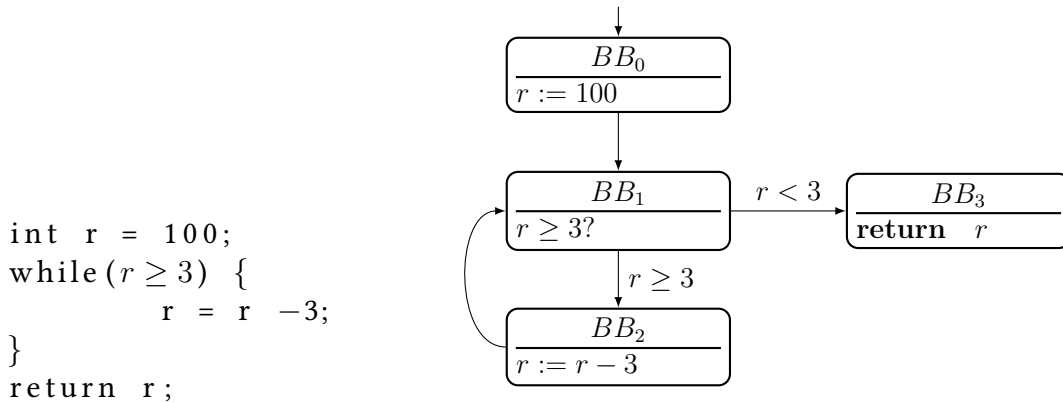 int r = 100;
while(r ≥ 3) {
r = r −3;
}
return r;
BB₀
r := 100
BB₁
r ≥ 3?
r < 3
BB₃
return r
r ≥ 3
BB₂
r := r − 3